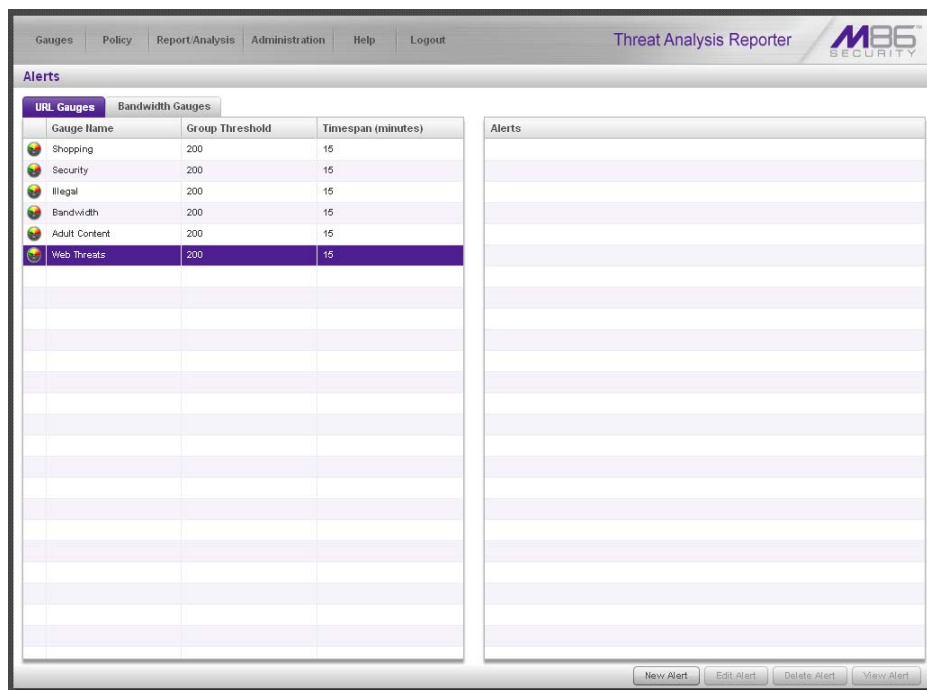 Gauges Policy Report/Analysis Administration Help Logout
Threat Analysis Reporter
M86 SECURITY
Alerts
URL Gauges Bandwidth Gauges
Gauge Name Group Threshold Timespan (minutes) Alerts
Shopping 200 15
Security 200 15
Illegal 200 15
Bandwidth 200 15
Adult Content 200 15
Web Threats 200 15
New Alert Edit Alert Delete Alert View Alert